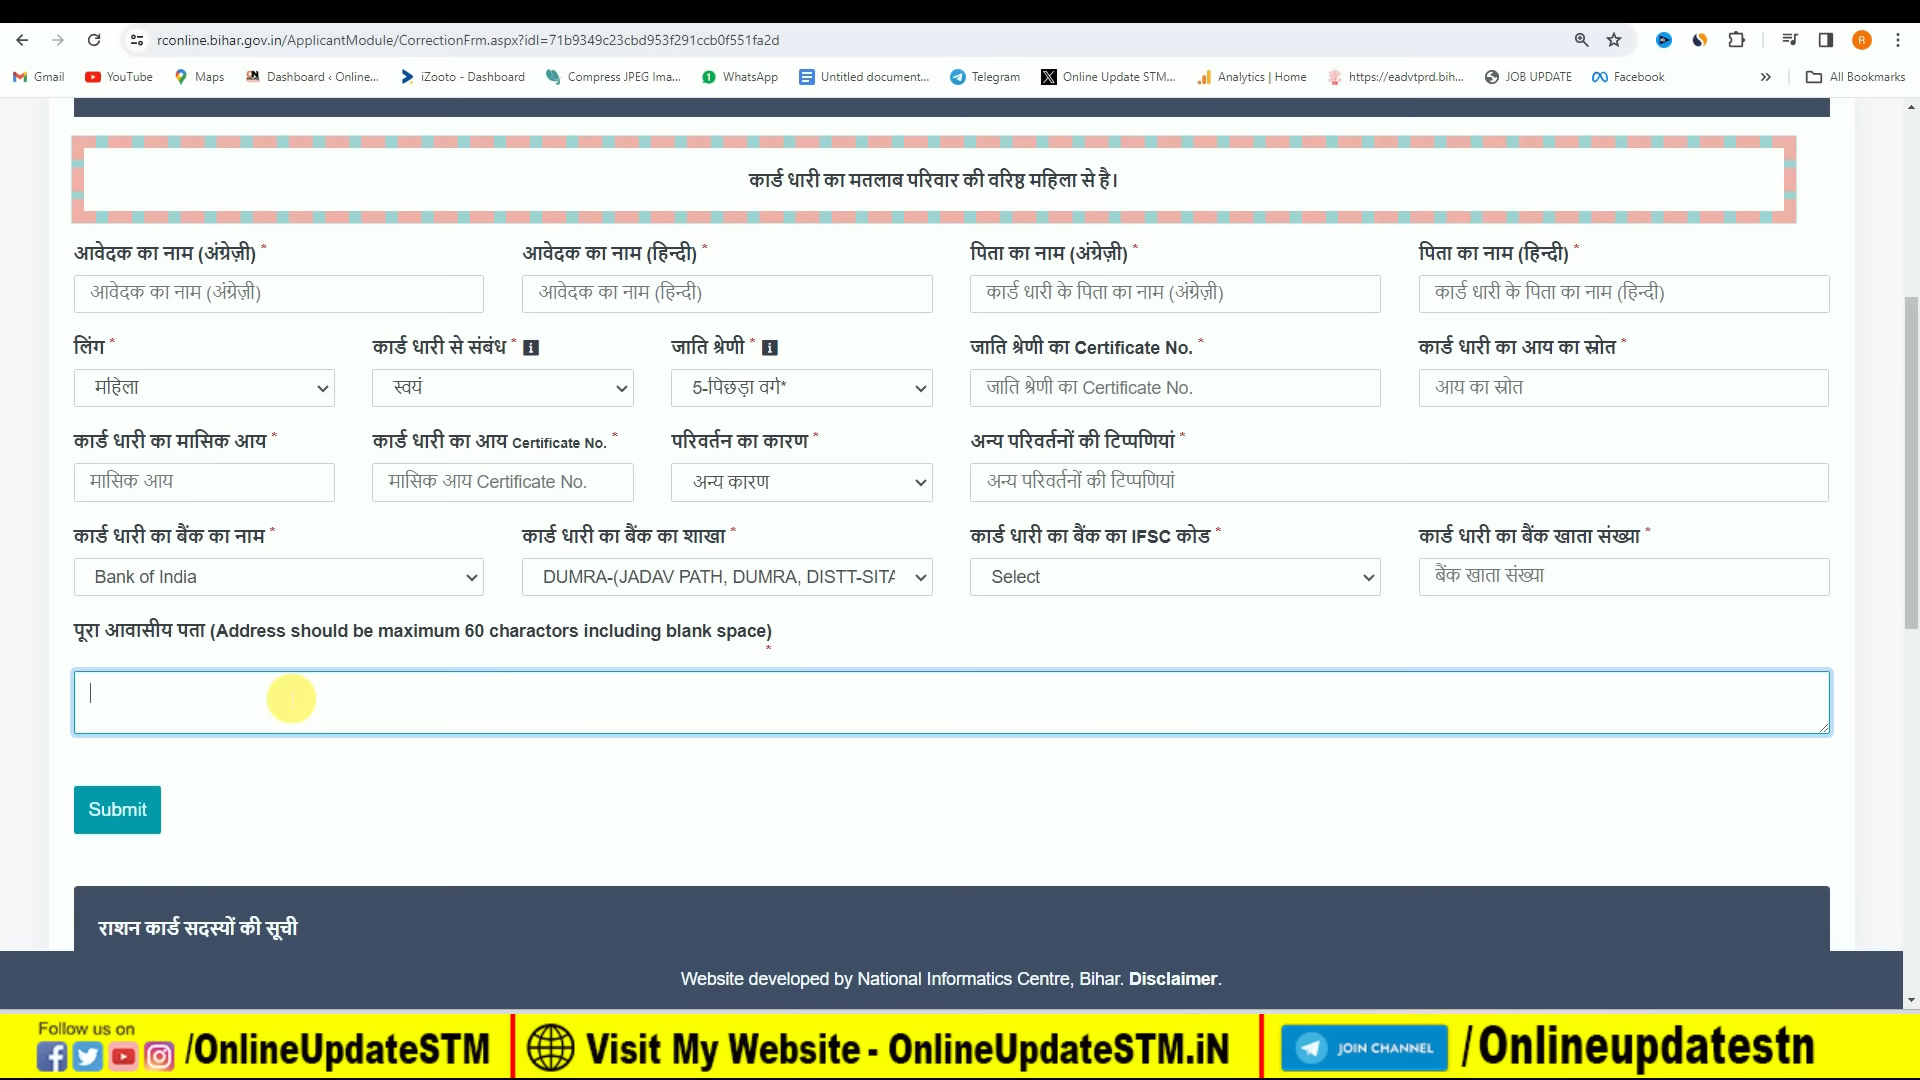 rconline.bihar.gov.in/ApplicantModule/CorrectionFrm.aspx?idl=71b9349c23cbd953f291ccb0f551fa2d
R
Gmail YouTube Maps Dashboard ‹ Online... iZooto - Dashboard Compress JPEG Ima... WhatsApp Untitled document... Telegram Online Update STM... Analytics | Home https://eadvtprd.bih... JOB UPDATE Facebook » All Bookmarks
कार्ड धारी का मतलाब परिवार की वरिष्ठ महिला से है।
आवेदक का नाम (अंग्रेज़ी) * आवेदक का नाम (हिन्दी) * पिता का नाम (अंग्रेज़ी) * पिता का नाम (हिन्दी) *
आवेदक का नाम (अंग्रेज़ी) आवेदक का नाम (हिन्दी) कार्ड धारी के पिता का नाम (अंग्रेज़ी) कार्ड धारी के पिता का नाम (हिन्दी)
लिंग * कार्ड धारी से संबंध * i जाति श्रेणी * i जाति श्रेणी का Certificate No. * कार्ड धारी का आय का स्रोत *
महिला स्वयं 5-पिछड़ा वर्ग* जाति श्रेणी का Certificate No. आय का स्रोत
कार्ड धारी का मासिक आय * कार्ड धारी का आय Certificate No. * परिवर्तन का कारण * अन्य परिवर्तनों की टिप्पणियां *
मासिक आय मासिक आय Certificate No. अन्य कारण अन्य परिवर्तनों की टिप्पणियां
कार्ड धारी का बैंक का नाम * कार्ड धारी का बैंक का शाखा * कार्ड धारी का बैंक का IFSC कोड * कार्ड धारी का बैंक खाता संख्या *
Bank of India DUMRA-(JADAV PATH, DUMRA, DISTT-SITA Select बैंक खाता संख्या
पूरा आवासीय पता (Address should be maximum 60 charactors including blank space)
*
Submit
राशन कार्ड सदस्यों की सूची
Website developed by National Informatics Centre, Bihar. Disclaimer.
Follow us on
/OnlineUpdateSTM Visit My Website - OnlineUpdateSTM.iN JOIN CHANNEL /Onlineupdatestn